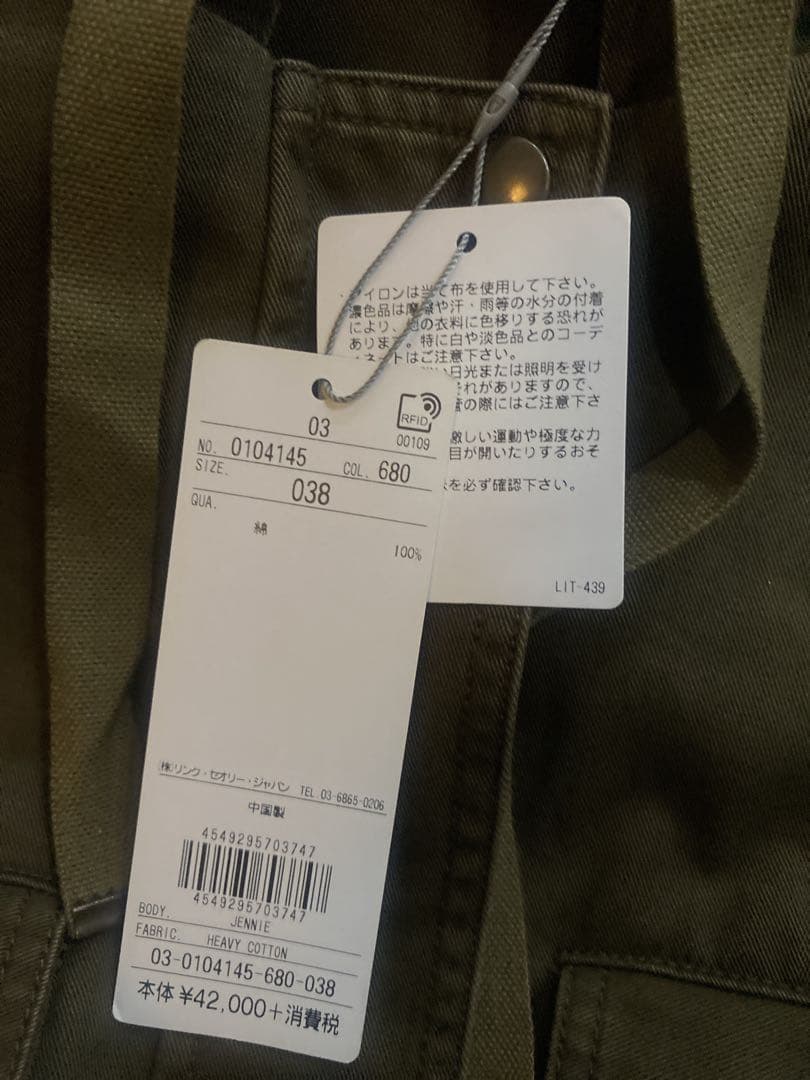 イロンは当て布を使用して下さい。
濃色品は摩擦や汗・雨等の水分の付着
により、他の衣料に色移りする恐れが
あります。特に白や淡色品とのコーデ
ネートはご注意下さい。
日光または照明を受け
それがありますので、
の際にはご注意下さ
激しい運動や極度な力
目が開いたりするおそ
を必ず確認下さい。
LIT-439
03
RFID
00109
NO. 0104145 COL. 680
SIZE. 038
QUA.
綿
100%
(株)リンク・セオリー・ジャパン TEL.03-6865-0206
中国製
4549295703747
4549295703747
BODY. JENNIE
FABRIC. HEAVY COTTON
03-0104145-680-038
本体¥42,000+消費税